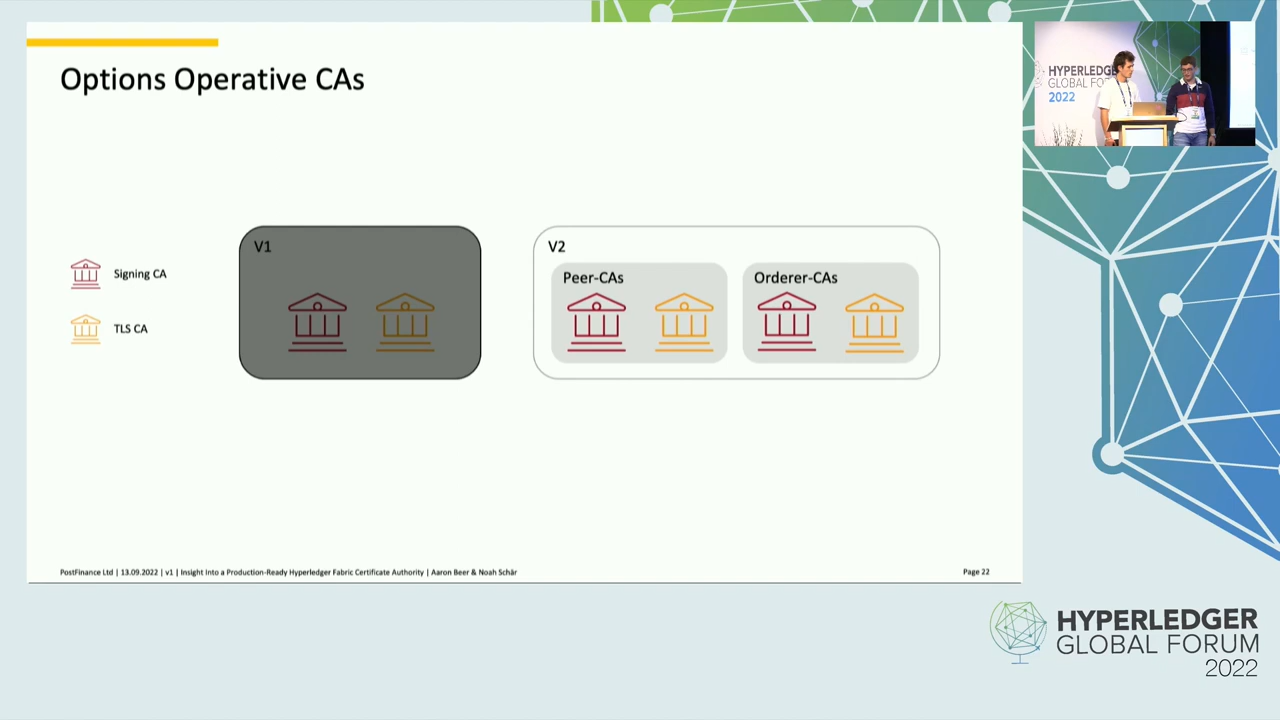 Options Operative CAs
Signing CA
TLS CA
V1
V2
Peer-CAs
Orderer-CAs
PostFinance Ltd | 13.09.2022 | v1 | Insight Into a Production-Ready Hyperledger Fabric Certificate Authority | Aaron Beer & Noah Schär
Page 22
HYPERLEDGE
GLOBAL FO
2022
HYPERLEDGER
GLOBAL FORUM
2022